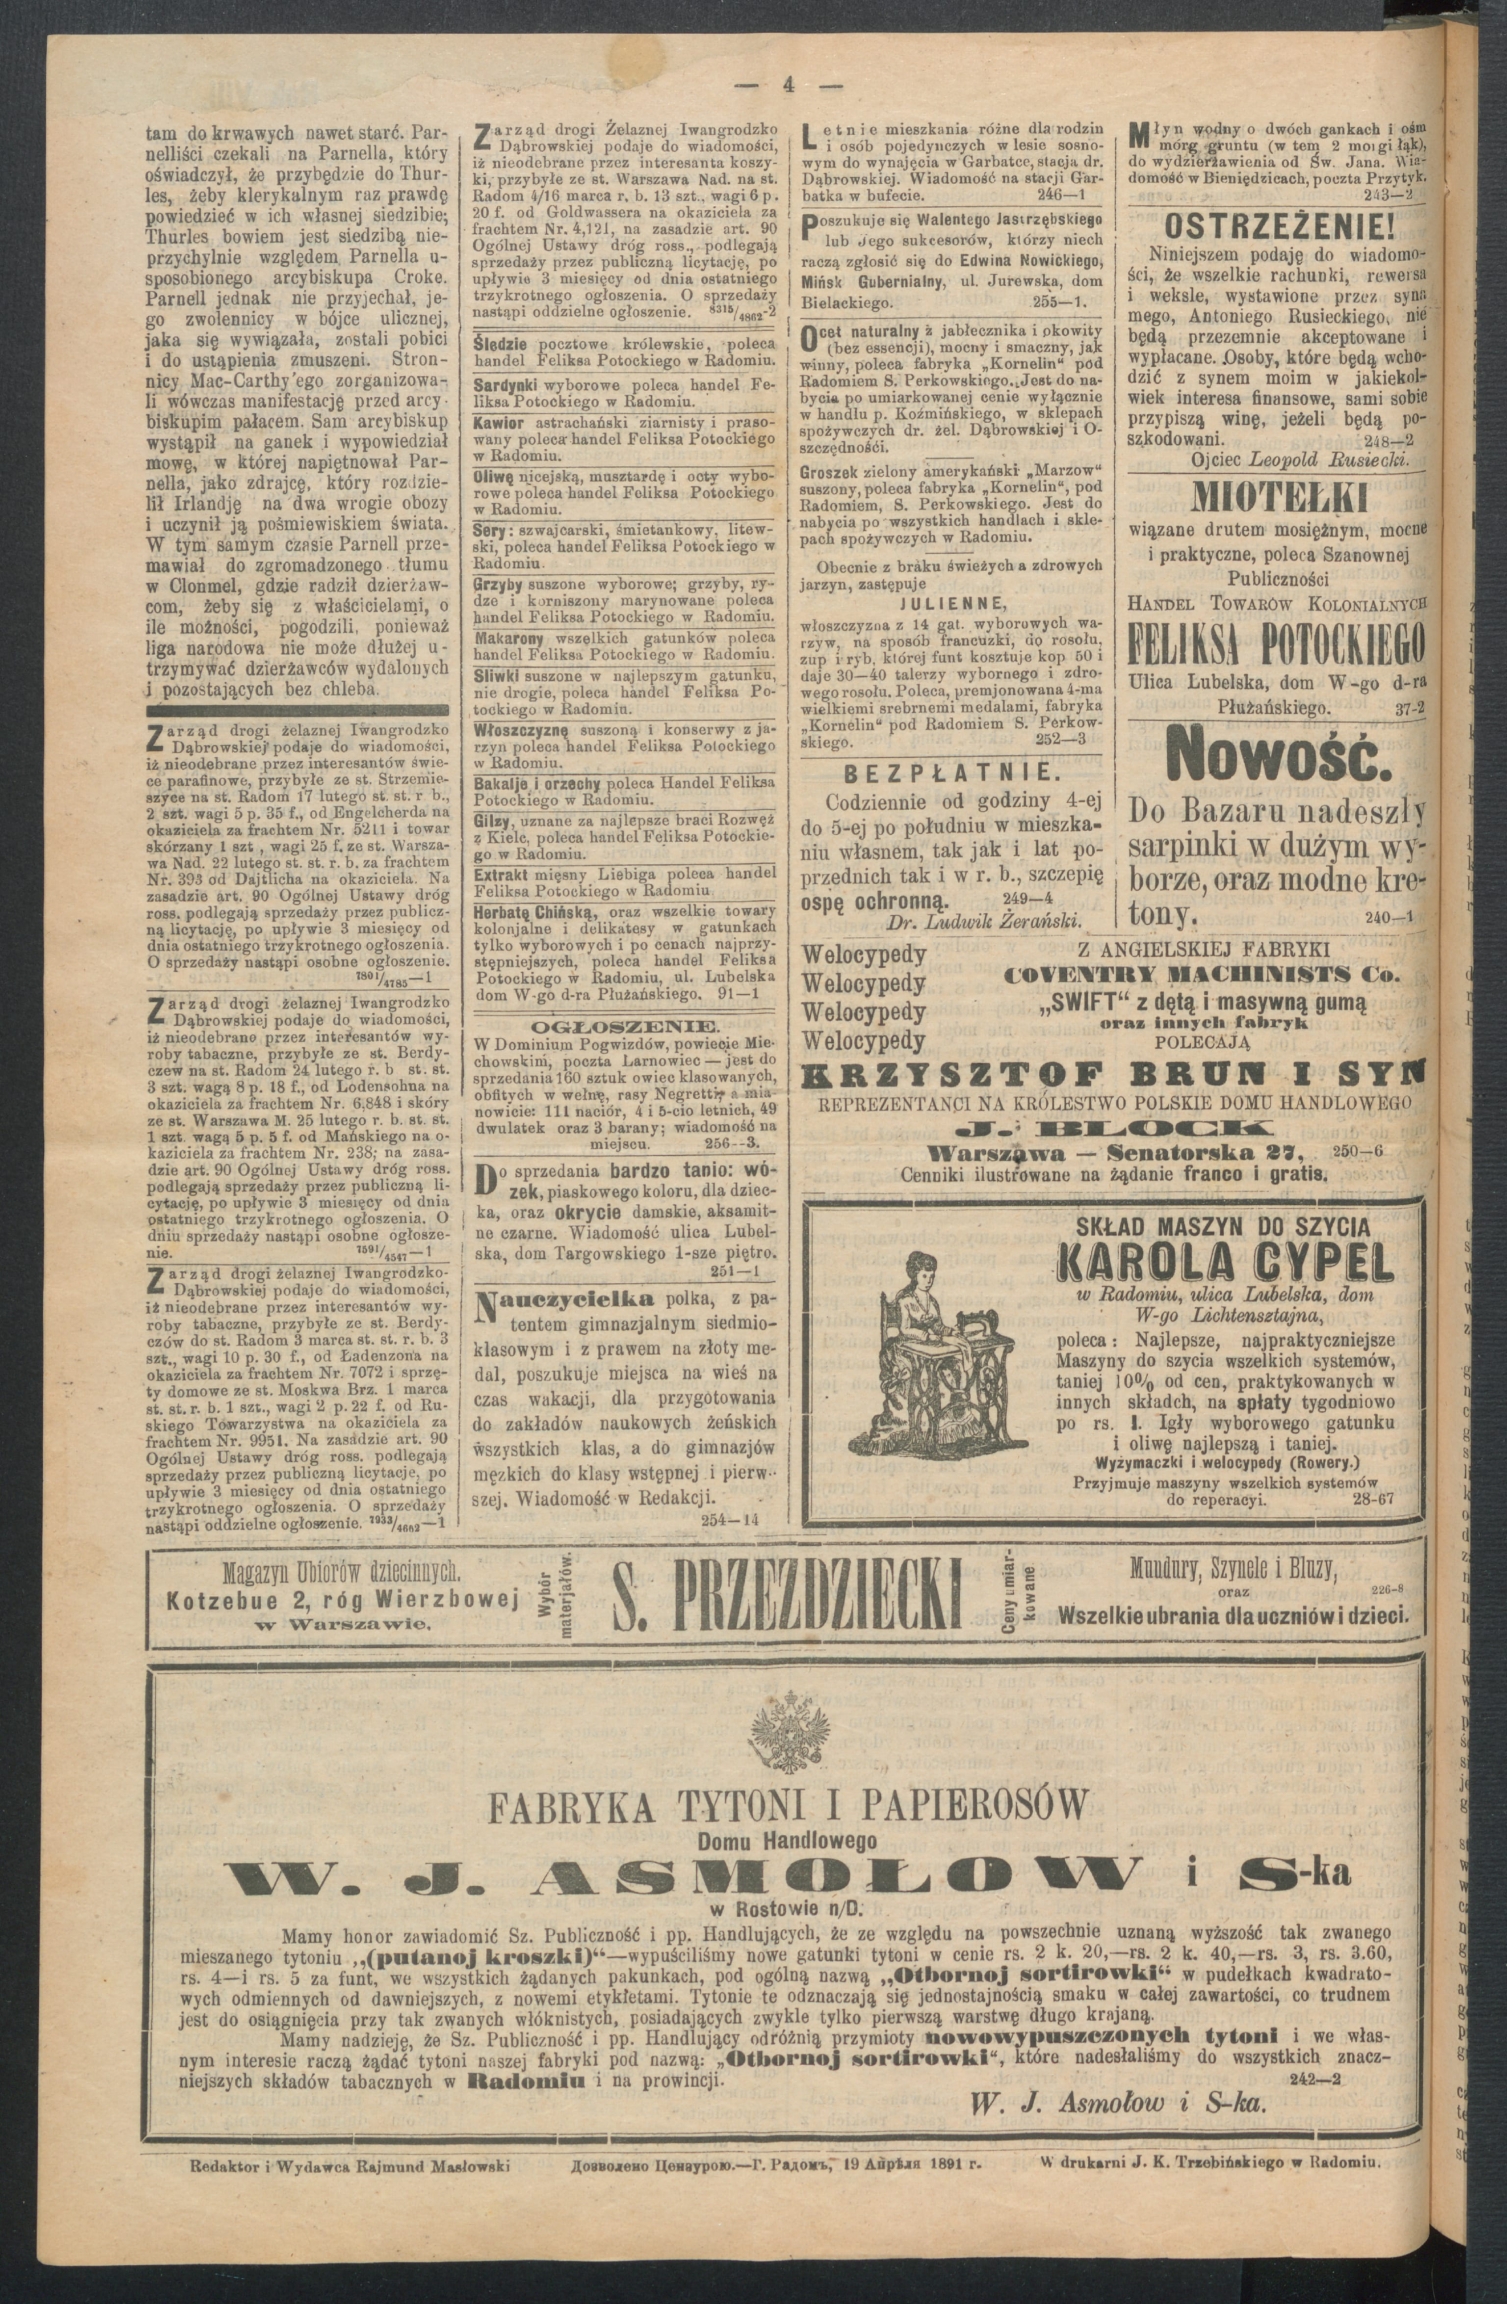 — 4 —
tam do krwawych nawet starć. Par-
nelliści czekali na Parnella, który
oświadczył, że przybędzie do Thur-
les, żeby klerykalnym raz prawdę
powiedzieć w ich własnej siedzibie;
Thurles bowiem jest siedzibą nie-
przychylnie względem Parnella u-
sposobionego arcybiskupa Croke.
Parnell jednak nie przyjechał, je-
go zwolennicy w bójce ulicznej,
jaka się wywiązała, zostali pobici
i do ustąpienia zmuszeni. Stron-
nicy Mac-Carthy'ego zorganizowa-
li wówczas manifestację przed arcy-
biskupim pałacem. Sam arcybiskup
wystąpił na ganek i wypowiedział
mowę, w której napiętnował Par-
nella, jako zdrajcę, który rozdzie-
lił Irlandję na dwa wrogie obozy
i uczynił ją pośmiewiskiem świata.
W tym samym czasie Parnell prze-
mawiał do zgromadzonego tłumu
w Clonmel, gdzie radził dzierżaw-
com, żeby się z właścicielami, o
ile możności, pogodzili, ponieważ
liga narodowa nie może dłużej u-
trzymywać dzierżawców wydalonych
i pozostających bez chleba.
Zarząd drogi żelaznej Iwangrodzko
Dąbrowskiej podaje do wiadomości,
iż nieodebrane przez interesantów świe-
ce parafinowe, przybyłe ze st. Strzemie-
szyce na st. Radom 17 lutego st. st. r. b.,
2 szt. wagi 5 p. 35 f., od Engelcherda na
okaziciela za frachtem Nr. 5211 i towar
skórzany 1 szt, wagi 25 f. ze st. Warsza-
wa Nad. 22 lutego st. st. r. b. za frachtem
Nr. 393 od Dajtlicha na okaziciela. Na
zasadzie art. 90 Ogólnej Ustawy dróg
ross. podlegają sprzedaży przez publicz-
ną licytację, po upływie 3 miesięcy od
dnia ostatniego trzykrotnego ogłoszenia.
O sprzedaży nastąpi osobne ogłoszenie.
7801/4785—1
Zarząd drogi żelaznej Iwangrodzko
Dąbrowskiej podaje do wiadomości,
iż nieodebrane przez interesantów wy-
roby tabaczne, przybyłe ze st. Berdy-
czew na st. Radom 24 lutego r. b st. st.
3 szt. wagą 8 p. 18 f., od Lodensohna na
okaziciela za frachtem Nr. 6,848 i skóry
ze st. Warszawa M. 25 lutego r. b. st. st.
1 szt. wagą 5 p. 5 f. od Mańskiego na o-
kaziciela za frachtem Nr. 238; na zasa-
dzie art. 90 Ogólnej Ustawy dróg ross.
podlegają sprzedaży przez publiczną li-
cytację, po upływie 3 miesięcy od dnia
ostatniego trzykrotnego ogłoszenia. O
dniu sprzedaży nastąpi osobne ogłosze-
nie. 7591/4547—1
Zarząd drogi żelaznej Iwangrodzko-
Dąbrowskiej podaje do wiadomości,
iż nieodebrane przez interesantów wy-
roby tabaczne, przybyłe ze st. Berdy-
czów do st. Radom 3 marca st. st. r. b. 3
szt., wagi 10 p. 30 f., od Ładenzona na
okaziciela za frachtem Nr. 7072 i sprzę-
ty domowe ze st. Moskwa Brz. 1 marca
st. st. r. b. 1 szt., wagi 2 p. 22 f. od Ru-
skiego Towarzystwa na okaziciela za
frachtem Nr. 9951. Na zasadzie art. 90
Ogólnej Ustawy dróg ross. podlegają
sprzedaży przez publiczną licytację, po
upływie 3 miesięcy od dnia ostatniego
trzykrotnego ogłoszenia. O sprzedaży
nastąpi oddzielne ogłoszenie. 7933/4602—1
Zarząd drogi Żelaznej Iwangrodzko
Dąbrowskiej podaje do wiadomości,
iż nieodebrane przez interesanta koszy-
ki, przybyłe ze st. Warszawa Nad. na st.
Radom 4/16 marca r. b. 13 szt., wagi 6 p.
20 f. od Goldwassera na okaziciela za
frachtem Nr. 4,121, na zasadzie art. 90
Ogólnej Ustawy dróg ross., podlegają
sprzedaży przez publiczną licytację, po
upływie 3 miesięcy od dnia ostatniego
trzykrotnego ogłoszenia. O sprzedaży
nastąpi oddzielne ogłoszenie. 8315/4862-2
Śledzie pocztowe królewskie, poleca
handel Feliksa Potockiego w Radomiu.
Sardynki wyborowe poleca handel Fe-
liksa Potockiego w Radomiu.
Kawior astrachański ziarnisty i praso-
wany poleca handel Feliksa Potockiego
w Radomiu.
Oliwę nicejską, musztardę i octy wybo-
rowe poleca handel Feliksa Potockiego
w Radomiu.
Sery: szwajcarski, śmietankowy, litew-
ski, poleca handel Feliksa Potockiego w
Radomiu.
Grzyby suszone wyborowe; grzyby, ry-
dze i korniszony marynowane poleca
handel Feliksa Potockiego w Radomiu.
Makarony wszelkich gatunków poleca
handel Feliksa Potockiego w Radomiu.
Śliwki suszone w najlepszym gatunku,
nie drogie, poleca handel Feliksa Po-
tockiego w Radomiu.
Włoszczyznę suszoną i konserwy z ja-
rzyn poleca handel Feliksa Potockiego
w Radomiu.
Bakalje i orzechy poleca Handel Feliksa
Potockiego w Radomiu.
Gilzy, uznane za najlepsze braci Rozwęź
z Kielc, poleca handel Feliksa Potockie-
go w Radomiu.
Extrakt mięsny Liebiga poleca handel
Feliksa Potockiego w Radomiu
Herbatę Chińską, oraz wszelkie towary
kolonjalne i delikatesy w gatunkach
tylko wyborowych i po cenach najprzy-
stępniejszych, poleca handel Feliksa
Potockiego w Radomiu, ul. Lubelska
dom W-go d-ra Płużańskiego. 91—1
OGŁOSZENIE.
W Dominium Pogwizdów, powiecie Mie-
chowskim, poczta Larnowiec — jest do
sprzedania 160 sztuk owiec klasowanych,
obfitych w wełnę, rasy Negretti, a mia-
nowicie: 111 naciór, 4 i 5-cio letnich, 49
dwulatek oraz 3 barany; wiadomość na
miejscu. 256--3.
Do sprzedania bardzo tanio: wó-
zek, piaskowego koloru, dla dziec-
ka, oraz okrycie damskie, aksamit-
ne czarne. Wiadomość ulica Lubel-
ska, dom Targowskiego 1-sze piętro.
251—1
Nauczycielka polka, z pa-
tentem gimnazjalnym siedmio-
klasowym i z prawem na złoty me-
dal, poszukuje miejsca na wieś na
czas wakacji, dla przygotowania
do zakładów naukowych żeńskich
wszystkich klas, a do gimnazjów
męzkich do klasy wstępnej i pierw-
szej. Wiadomość w Redakcji.
254—14
Letnie mieszkania różne dla rodzin
i osób pojedynczych w lesie sosno-
wym do wynajęcia w Garbatce, stacja dr.
Dąbrowskiej. Wiadomość na stacji Gar-
batka w bufecie. 246—1
Poszukuje się Walentego Jastrzębskiego
lub Jego sukcesorów, którzy niech
raczą zgłosić się do Edwina Nowickiego,
Mińsk Gubernialny, ul. Jurewska, dom
Bielackiego. 255—1.
Ocet naturalny z jabłecznika i okowity
(bez essencji), mocny i smaczny, jak
winny, poleca fabryka „Kornelin“ pod
Radomiem S. Perkowskiego. Jest do na-
bycia po umiarkowanej cenie wyłącznie
w handlu p. Koźmińskiego, w sklepach
spożywczych dr. żel. Dąbrowskiej i O-
szczędności.
Groszek zielony amerykański „Marzow“
suszony, poleca fabryka „Kornelin“, pod
Radomiem, S. Perkowskiego. Jest do
nabycia po wszystkich handlach i skle-
pach spożywczych w Radomiu.
Obecnie z braku świeżych a zdrowych
jarzyn, zastępuje
JULIENNE,
włoszczyzna z 14 gat. wyborowych wa-
rzyw, na sposób francuzki, do rosołu,
zup i ryb, której funt kosztuje kop 50 i
daje 30—40 talerzy wybornego i zdro-
wego rosołu. Poleca, premjonowana 4-ma
wielkiemi srebrnemi medalami, fabryka
„Kornelin“ pod Radomiem S. Perkow-
skiego. 252—3
BEZPŁATNIE.
Codziennie od godziny 4-ej
do 5-ej po południu w mieszka-
niu własnem, tak jak i lat po-
przednich tak i w r. b., szczepię
ospę ochronną. 249—4
Dr. Ludwik Żerański.
Młyn wodny o dwóch gankach i ośm
mórg gruntu (w tem 2 morgi łąk),
do wydzierżawienia od Św. Jana. Wia-
domość w Bieniędzicach, poczta Przytyk.
243—2
OSTRZEŻENIE!
Niniejszem podaję do wiadomo-
ści, że wszelkie rachunki, rewersa
i weksle, wystawione przez syna
mego, Antoniego Rusieckiego, nie
będą przezemnie akceptowane i
wypłacane. Osoby, które będą wcho-
dzić z synem moim w jakiekol-
wiek interesa finansowe, sami sobie
przypiszą winę, jeżeli będą po-
szkodowani. 248—2
Ojciec Leopold Rusiecki.
MIOTEŁKI
wiązane drutem mosiężnym, mocne
i praktyczne, poleca Szanownej
Publiczności
Handel Towarów Kolonialnych
FELIKSA POTOCKIEGO
Ulica Lubelska, dom W-go d-ra
Płużańskiego. 37-2
Nowość.
Do Bazaru nadeszły
sarpinki w dużym wy-
borze, oraz modne kre-
tony. 240—1
Welocypedy
Welocypedy
Welocypedy
Welocypedy
Z ANGIELSKIEJ FABRYKI
COVENTRY MACHINISTS Co.
„SWIFT“ z dętą i masywną gumą
oraz innych fabryk
POLECAJĄ
KRZYSZTOF BRUN I SYN
REPREZENTANCI NA KRÓLESTWO POLSKIE DOMU HANDLOWEGO
J. BLOCK
Warszawa — Senatorska 27, 250—6
Cenniki ilustrowane na żądanie franco i gratis.
SKŁAD MASZYN DO SZYCIA
KAROLA CYPEL
w Radomiu, ulica Lubelska, dom
W-go Lichtensztajna,
poleca: Najlepsze, najpraktyczniejsze
Maszyny do szycia wszelkich systemów,
taniej 10% od cen, praktykowanych w
innych składch, na spłaty tygodniowo
po rs. 1. Igły wyborowego gatunku
i oliwę najlepszą i taniej.
Wyżymaczki i welocypedy (Rowery.)
Przyjmuje maszyny wszelkich systemów
do reperacyi. 28-67
Magazyn Ubiorów dziecinnych.
Kotzebue 2, róg Wierzbowej
w Warszawie.
Wybór
materjałów.
S. PRZEZDZIECKI
Ceny umiar-
kowane
Mundury, Szynele i Bluzy,
oraz 226-8
Wszelkie ubrania dla uczniów i dzieci.
FABRYKA TYTONI I PAPIEROSÓW
Domu Handlowego
W. J. ASMOŁOW i S-ka
w Rostowie n/D.
Mamy honor zawiadomić Sz. Publiczność i pp. Handlujących, że ze względu na powszechnie uznaną wyższość tak zwanego
mieszanego tytoniu „(putanoj kroszki)“—wypuściliśmy nowe gatunki tytoni w cenie rs. 2 k. 20,—rs. 2 k. 40,—rs. 3, rs. 3.60,
rs. 4—i rs. 5 za funt, we wszystkich żądanych pakunkach, pod ogólną nazwą „Otbornoj sortirowki“ w pudełkach kwadrato-
wych odmiennych od dawniejszych, z nowemi etykietami. Tytonie te odznaczają się jednostajnością smaku w całej zawartości, co trudnem
jest do osiągnięcia przy tak zwanych włóknistych, posiadających zwykle tylko pierwszą warstwę długo krajaną.
Mamy nadzieję, że Sz. Publiczność i pp. Handlujący odróżnią przymioty nowowypuszczonych tytoni i we włas-
nym interesie raczą żądać tytoni naszej fabryki pod nazwą: „Otbornoj sortirowki“, które nadesłaliśmy do wszystkich znacz-
niejszych składów tabacznych w Radomiu i na prowincji. 242—2
W. J. Asmołow i S-ka.
Redaktor i Wydawca Rajmund Masłowski Дозволено Цензурою.—Г. Радомъ, 19 Апрѣля 1891 г. W drukarni J. K. Trzebińskiego w Radomiu.